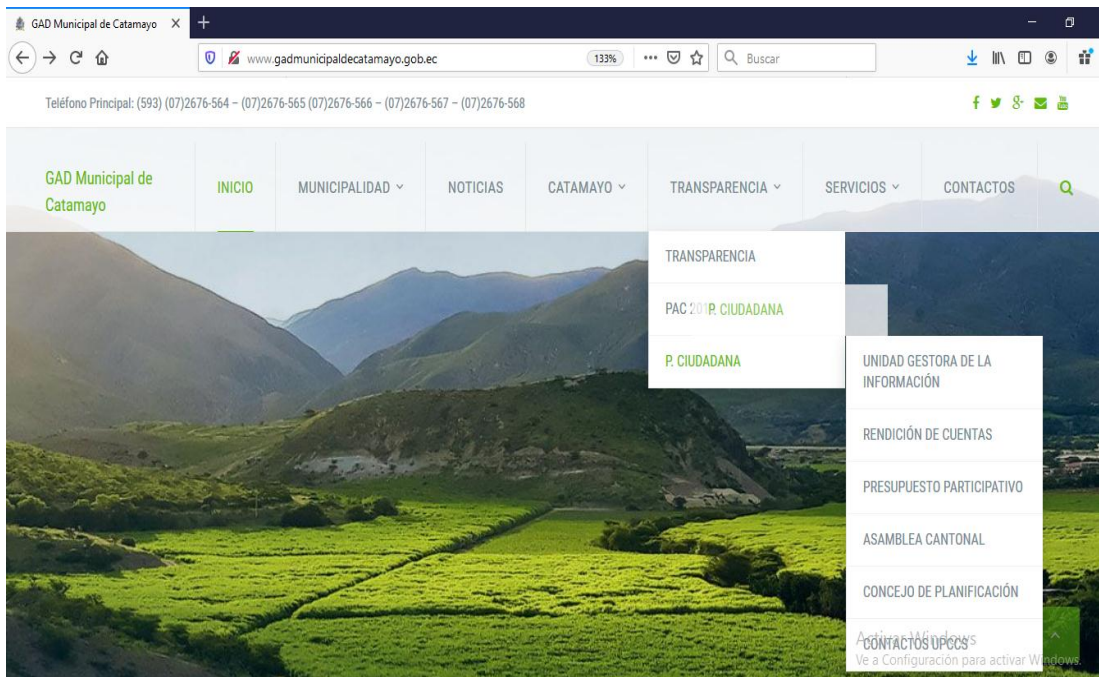 GAD Municipal de Catamayo
www.gadmunicipaldecatamayo.gob.ec
133%
Buscar
Teléfono Principal: (593) (07)2676-564 – (07)2676-565 (07)2676-566 – (07)2676-567 – (07)2676-568
GAD Municipal de
Catamayo
INICIO
MUNICIPALIDAD
NOTICIAS
CATAMAYO
TRANSPARENCIA
SERVICIOS
CONTACTOS
TRANSPARENCIA
PAC 201
P. CIUDADANA
P. CIUDADANA
UNIDAD GESTORA DE LA
INFORMACIÓN
RENDICIÓN DE CUENTAS
PRESUPUESTO PARTICIPATIVO
ASAMBLEA CANTONAL
CONCEJO DE PLANIFICACIÓN
CONTACTOS UPCCS
Activar Windows
Ve a Configuración para activar Windows.